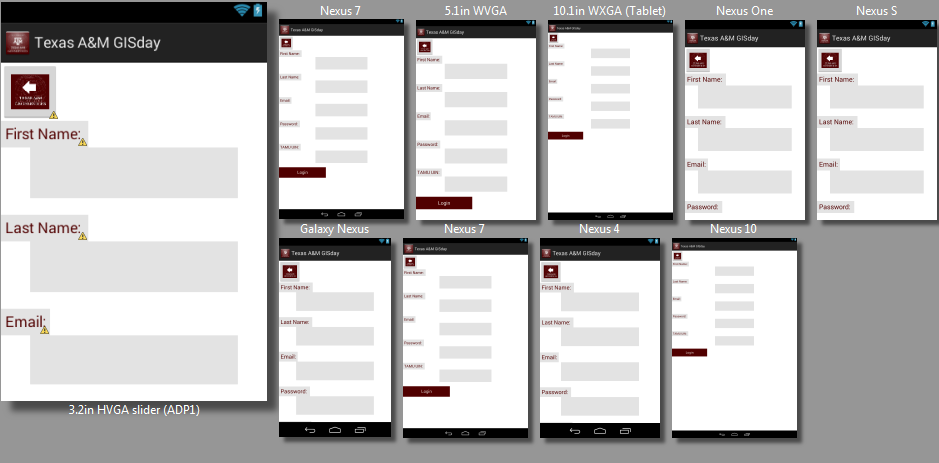 Texas A&M GISday
TEXAS A&M
First Name:
Last Name:
Email:
3.2in HVGA slider (ADP1)
Nexus 7
Texas A&M GISday
First Name:
Last Name:
Email:
Password:
TAMU UIN:
Login
5.1in WVGA
Texas A&M GISday
First Name:
Last Name:
Email:
Password:
TAMU UIN:
Login
10.1in WXGA (Tablet)
Texas A&M GISday
First Name:
Last Name:
Email:
Password:
TAMU UIN:
Login
Nexus One
Texas A&M GISday
First Name:
Last Name:
Email:
Password:
Nexus S
Texas A&M GISday
First Name:
Last Name:
Email:
Password:
Galaxy Nexus
Texas A&M GISday
First Name:
Last Name:
Email:
Password:
Nexus 7
Texas A&M GISday
First Name:
Last Name:
Email:
Password:
TAMU UIN:
Login
Nexus 4
Texas A&M GISday
First Name:
Last Name:
Email:
Password:
Nexus 10
Texas A&M GISday
First Name:
Last Name:
Email:
Password:
TAMU UIN:
Login